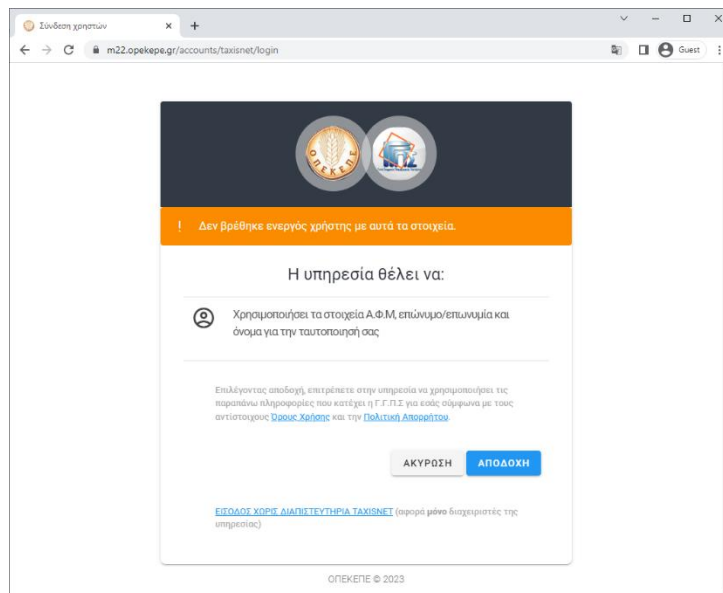 Σύνδεση χρηστών
m22.opekepe.gr/accounts/taxisnet/login
Guest
ΟΠΕΚΕΠΕ
Δεν βρέθηκε ενεργός χρήστης με αυτά τα στοιχεία.
Η υπηρεσία θέλει να:
Χρησιμοποιήσει τα στοιχεία Α.Φ.Μ, επώνυμο/επωνυμία και
όνομα για την ταυτοποίησή σας
Επιλέγοντας αποδοχή, επιτρέπετε στην υπηρεσία να χρησιμοποιήσει τις
παραπάνω πληροφορίες που κατέχει η Γ.Γ.Π.Σ για εσάς σύμφωνα με τους
αντίστοιχους Όρους Χρήσης και την Πολιτική Απορρήτου.
ΑΚΥΡΩΣΗ ΑΠΟΔΟΧΗ
ΕΙΣΟΔΟΣ ΧΩΡΙΣ ΔΙΑΠΙΣΤΕΥΤΗΡΙΑ TAXISNET (αφορά μόνο διαχειριστές της
υπηρεσίας)
ΟΠΕΚΕΠΕ © 2023